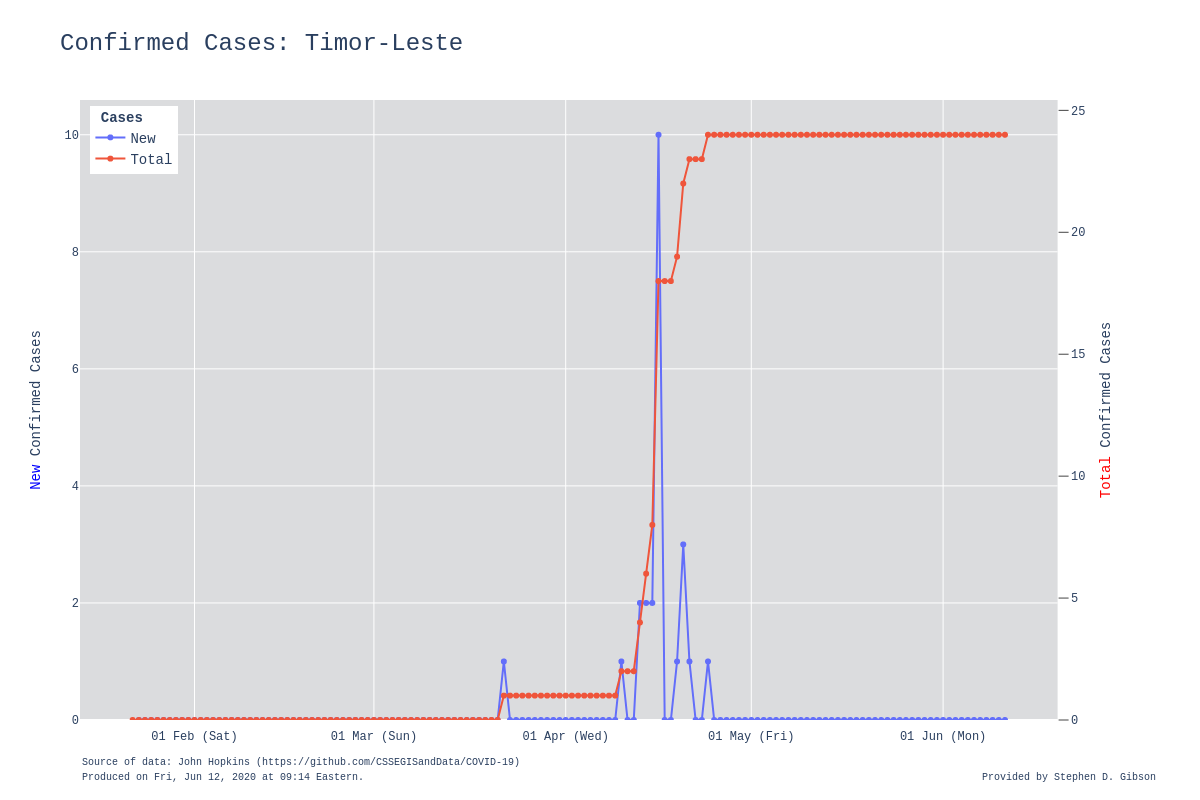 Confirmed Cases: Timor-Leste
Cases
New
Total
10
8
6
4
2
0
25
20
15
10
5
0
New Confirmed Cases
Total Confirmed Cases
01 Feb (Sat)
01 Mar (Sun)
01 Apr (Wed)
01 May (Fri)
01 Jun (Mon)
Source of data: John Hopkins (https://github.com/CSSEGISandData/COVID-19)
Produced on Fri, Jun 12, 2020 at 09:14 Eastern.
Provided by Stephen D. Gibson